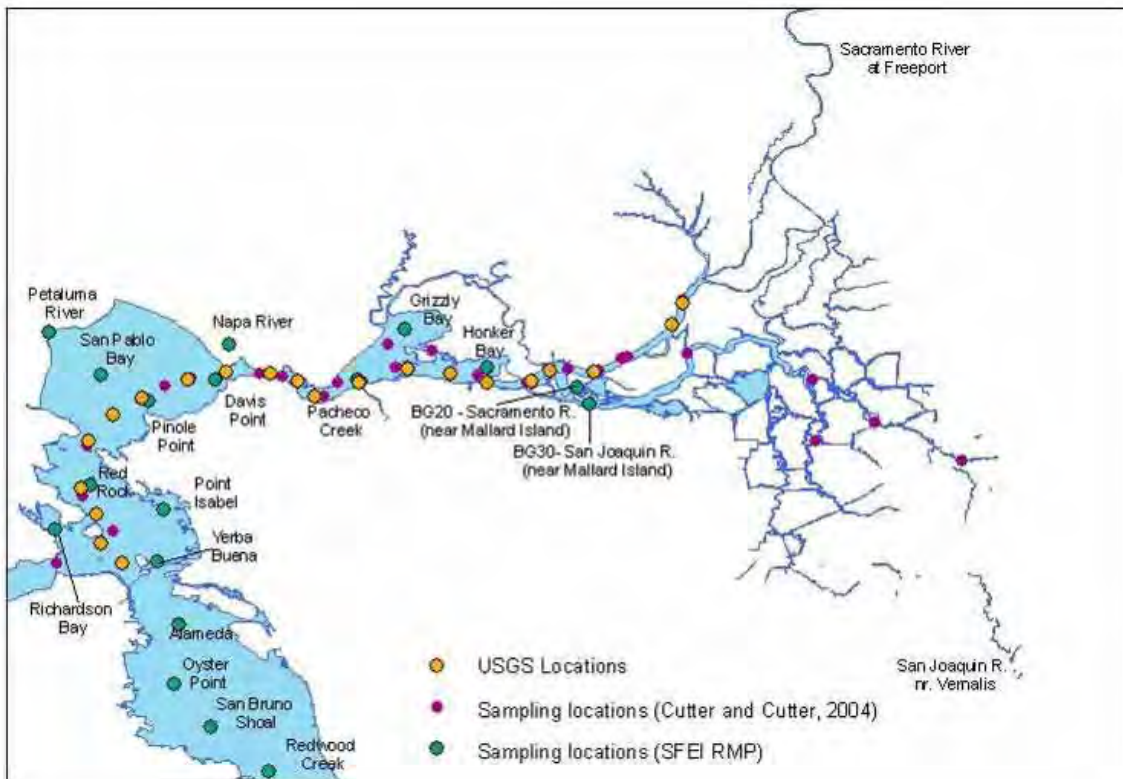 Sacramento River
at Freeport
Petaluma
River
San Pablo
Bay
Napa River
Grizzly
Bay
Honker
Bay
Davis
Point
Pinole
Point
Pacheco
Creek
BG20 - Sacramento R.
(near Mallard Island)
BG30- San Joaquin R.
(near Mallard Island)
Red
Rock
Point
Isabel
Yerba
Buena
Richardson
Bay
Alameda
Oyster
Point
San Bruno
Shoal
Redwood
Creek
San Joaquin R.
nr. Vernalis
USGS Locations
Sampling locations (Cutter and Cutter, 2004)
Sampling locations (SFEI RMP)